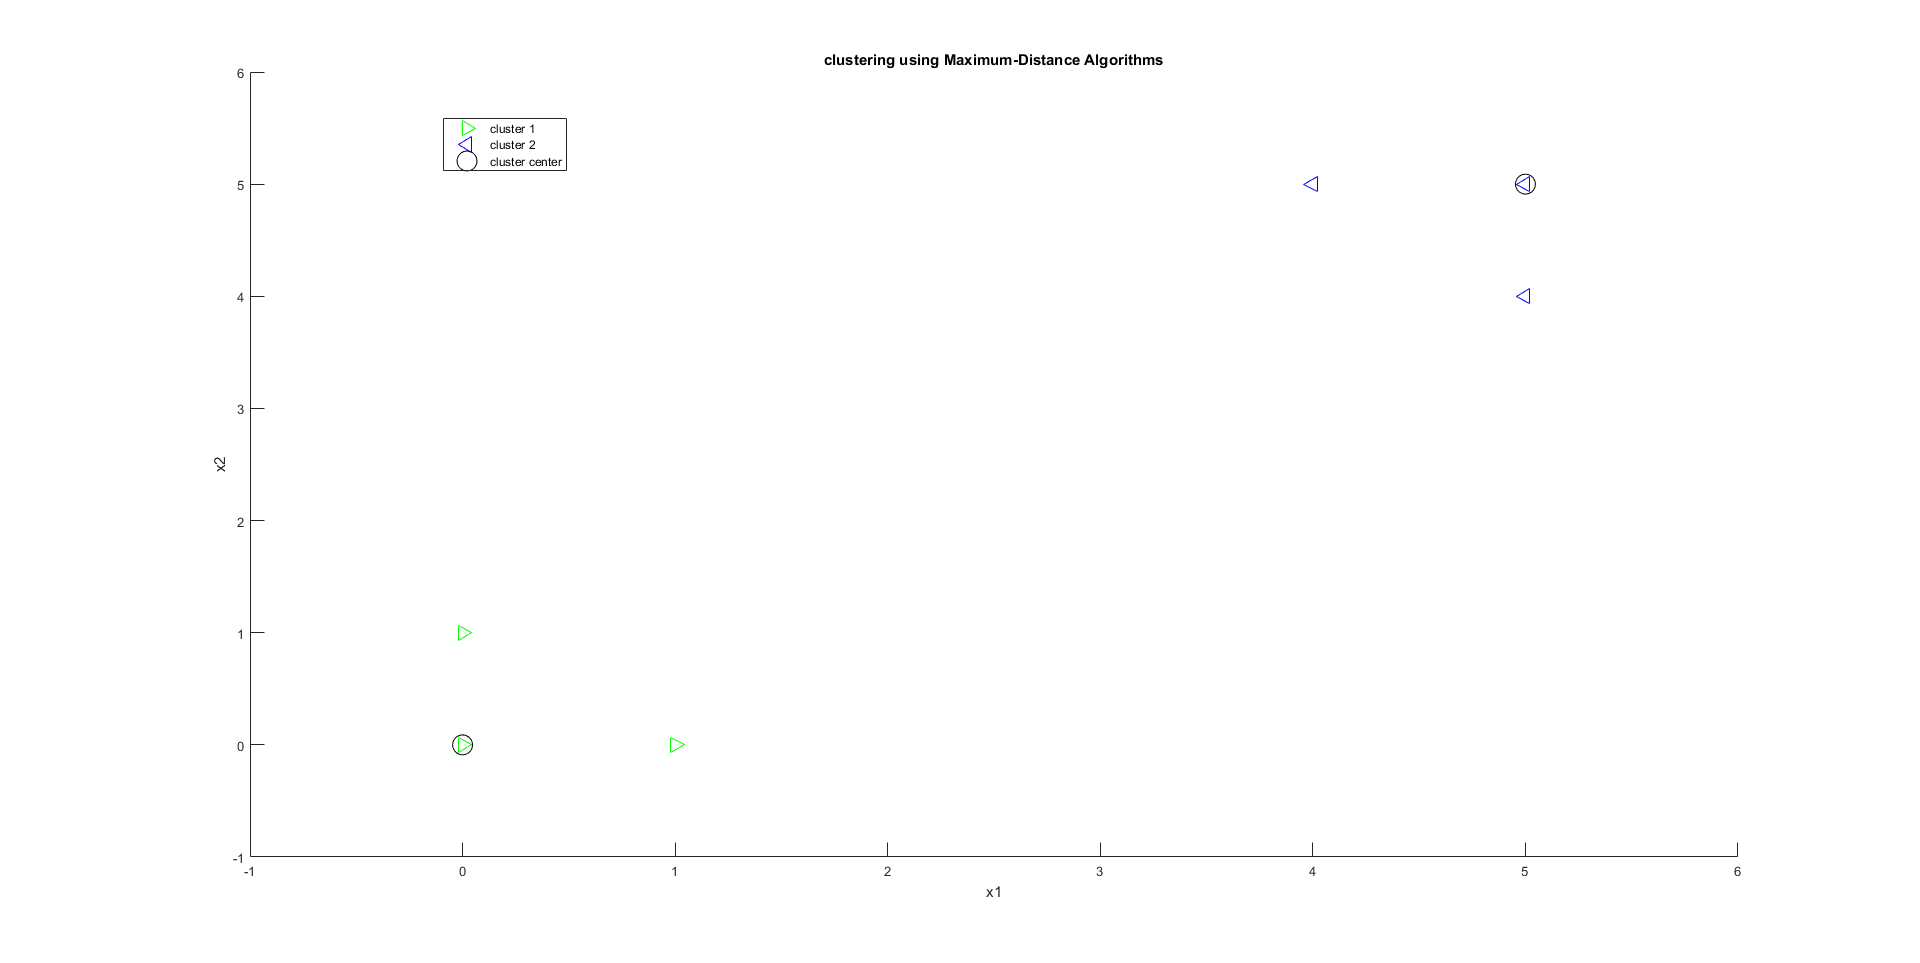 clustering using Maximum-Distance Algorithms
6
cluster 1
cluster 2
cluster center
5
4
3
x2
2
1
0
-1
-1 0 1 2 3 4 5 6
x1